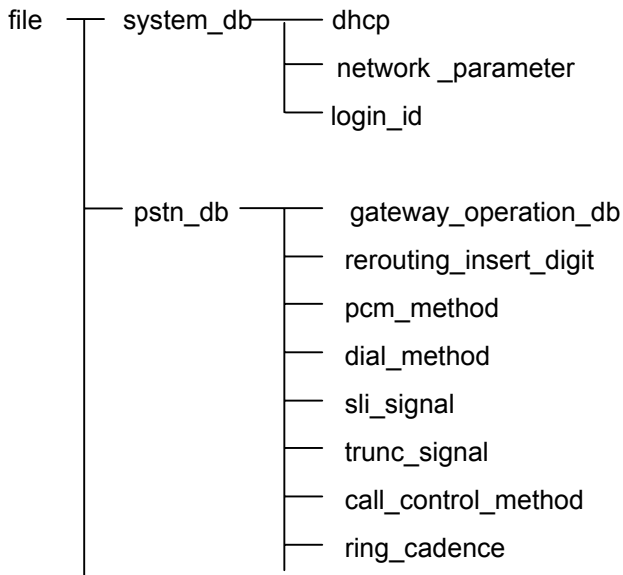 file system_db dhcp
network _parameter
login_id
pstn_db gateway_operation_db
rerouting_insert_digit
pcm_method
dial_method
sli_signal
trunc_signal
call_control_method
ring_cadence